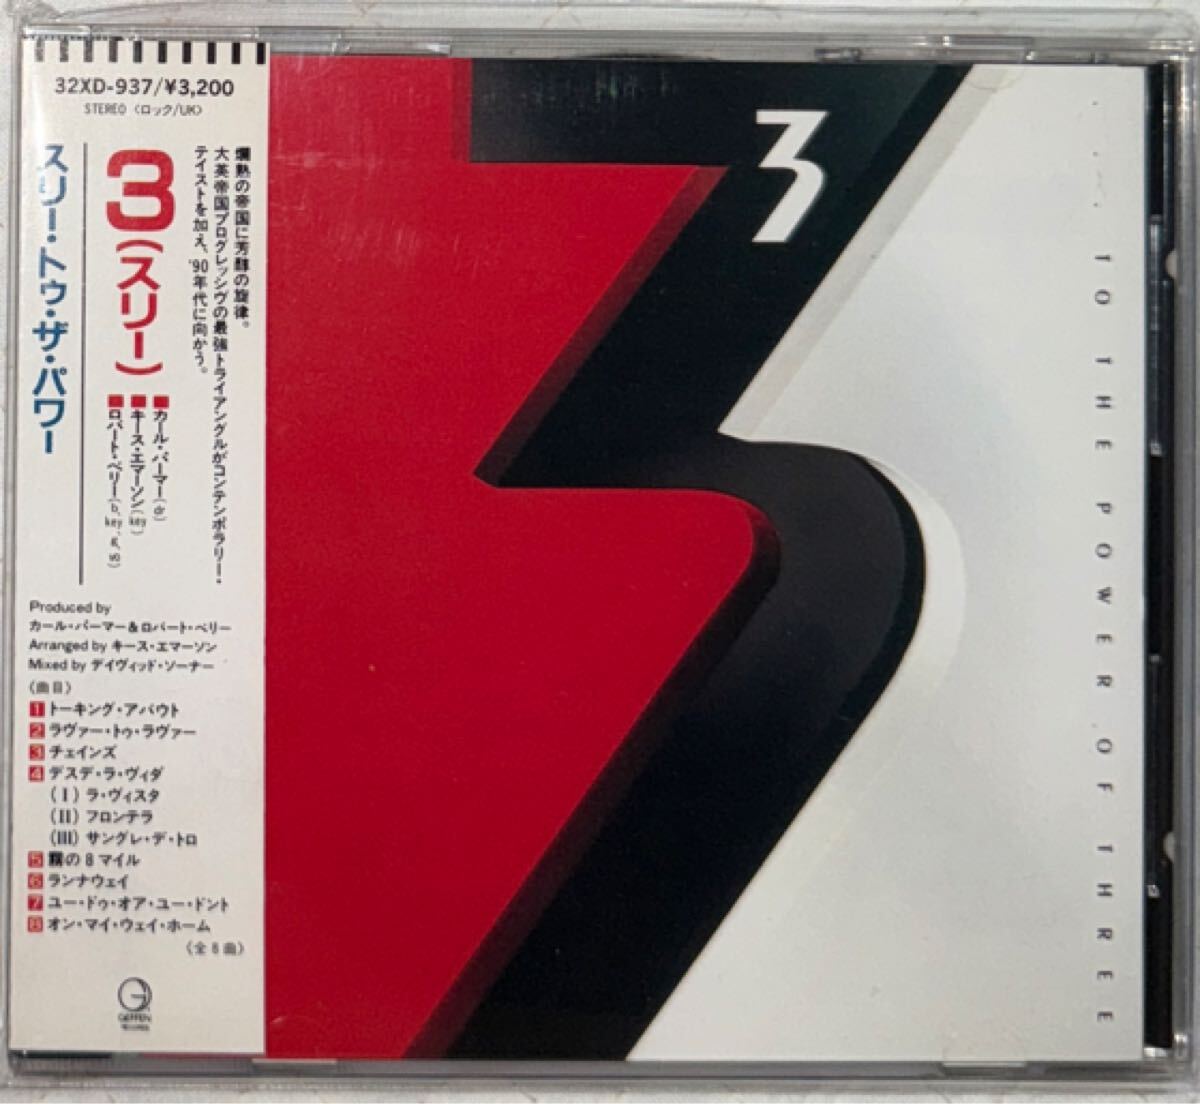 32XD-937/¥3,200
STEREO〈ロック/UK〉
爛熟の帝国に芳醇の旋律。
大英帝国プログレッシヴの最強トライアングルがコンテンポラリー・
テイストを加え、'90年代に向かう。
3(スリー)
■カール・パーマー(dr)
■キース・エマーソン(key)
■ロバート・ベリー(b, key, g, vo)
スリー・トゥ・ザ・パワー
Produced by
カール・パーマー&ロバート・ベリー
Arranged by キース・エマーソン
Mixed by デイヴィッド・ソーナー
〈曲目〉
1 トーキング・アバウト
2 ラヴァー・トゥ・ラヴァー
3 チェインズ
4 デスデ・ラ・ヴィダ
(I) ラ・ヴィスタ
(II) フロンテラ
(III) サングレ・デ・トロ
5 霧の8マイル
6 ランナウェイ
7 ユー・ドゥ・オア・ユー・ドント
8 オン・マイ・ウェイ・ホーム
〈全8曲〉
GEFFEN
RECORDS
3
TO THE POWER OF THREE